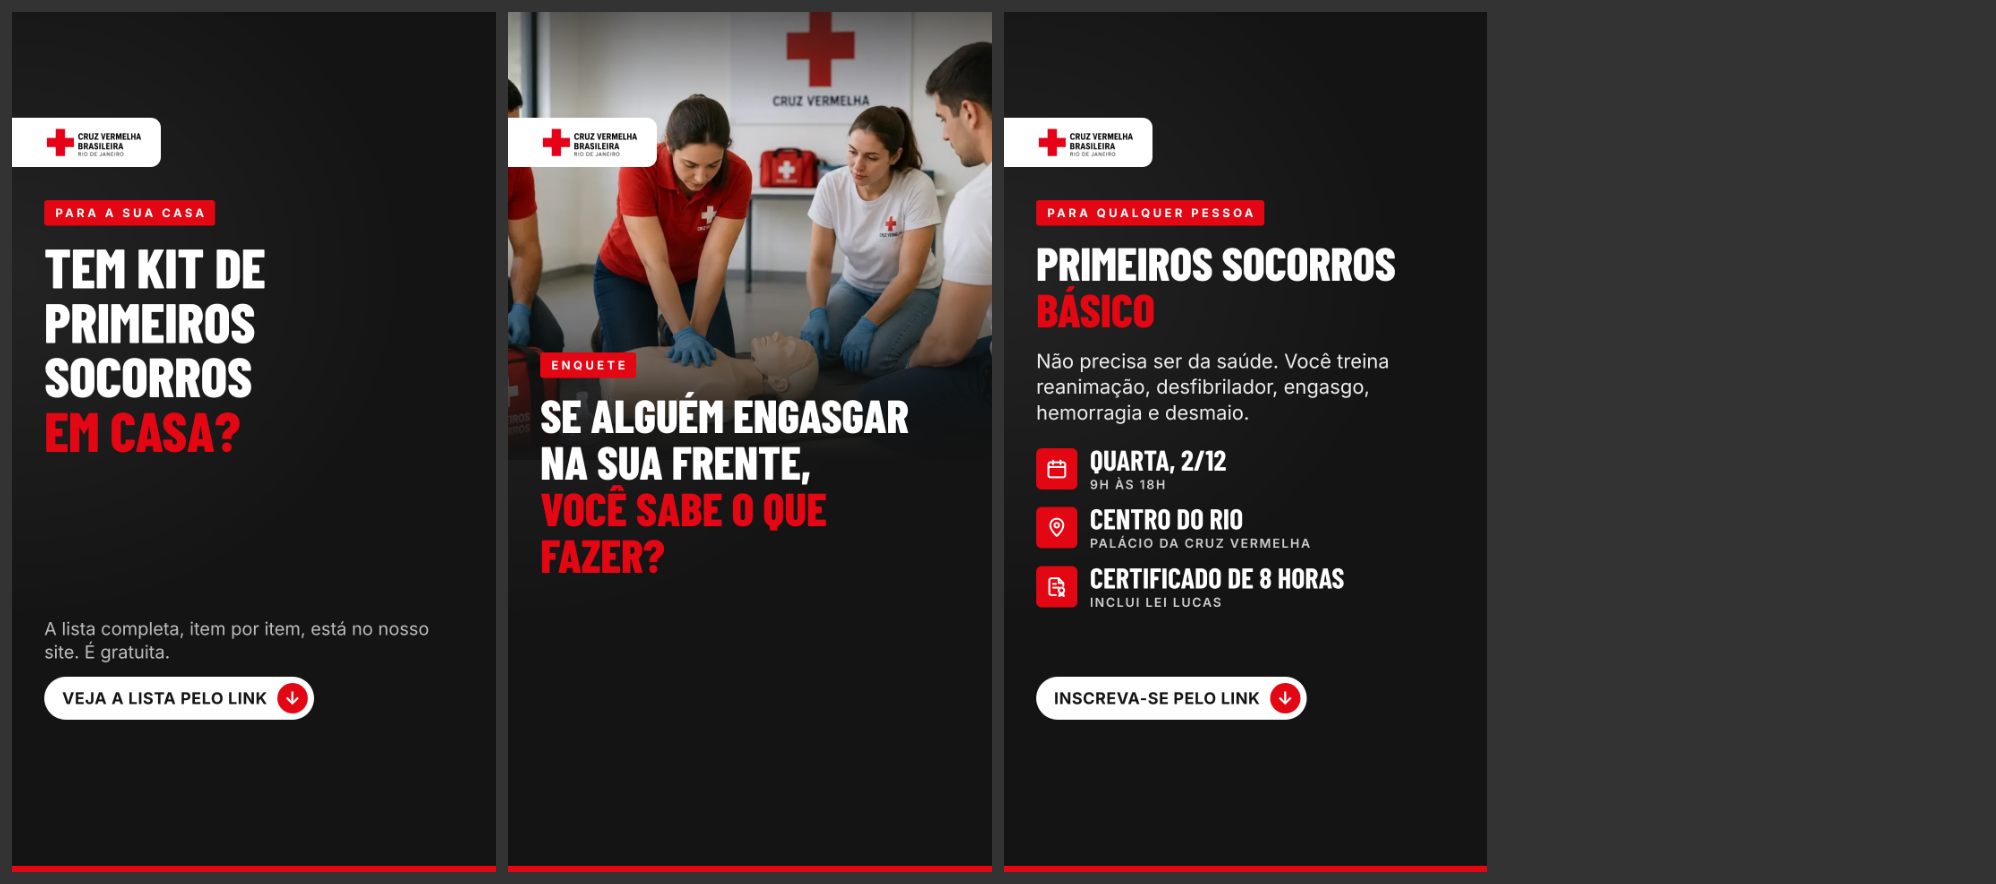 CRUZ VERMELHA
BRASILEIRA
RIO DE JANEIRO
PARA A SUA CASA
TEM KIT DE
PRIMEIROS
SOCORROS
EM CASA?
A lista completa, item por item, está no nosso
site. É gratuita.
VEJA A LISTA PELO LINK
CRUZ VERMELHA
CRUZ VERMELHA
BRASILEIRA
RIO DE JANEIRO
ENQUETE
SE ALGUÉM ENGASGAR
NA SUA FRENTE,
VOCÊ SABE O QUE
FAZER?
CRUZ VERMELHA
BRASILEIRA
RIO DE JANEIRO
PARA QUALQUER PESSOA
PRIMEIROS SOCORROS
BÁSICO
Não precisa ser da saúde. Você treina
reanimação, desfibrilador, engasgo,
hemorragia e desmaio.
QUARTA, 2/12
9H ÀS 18H
CENTRO DO RIO
PALÁCIO DA CRUZ VERMELHA
CERTIFICADO DE 8 HORAS
INCLUI LEI LUCAS
INSCREVA-SE PELO LINK